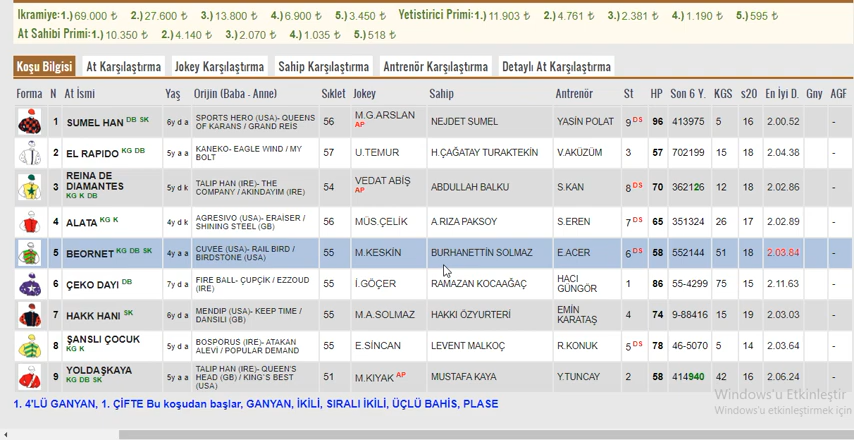 İkramiye: 1.) 69.000 ₺ 2.) 27.600 ₺ 3.) 13.800 ₺ 4.) 6.900 ₺ 5.) 3.450 ₺ Yetistirici Primi: 1.) 11.903 ₺ 2.) 4.761 ₺ 3.) 2.381 ₺ 4.) 1.190 ₺ 5.) 595 ₺
At Sahibi Primi: 1.) 10.350 ₺ 2.) 4.140 ₺ 3.) 2.070 ₺ 4.) 1.035 ₺ 5.) 518 ₺
Koşu Bilgisi At Karşılaştırma Jokey Karşılaştırma Sahip Karşılaştırma Antrenör Karşılaştırma Detaylı At Karşılaştırma
Forma N At İsmi Yaş Orijin (Baba - Anne) Sıklet Jokey Sahip Antrenör St HP Son 6 Y. KGS s20 En İyi D. Gny AGF
1 SUMEL HAN DB SK 6y d a SPORTS HERO (USA)- QUEENS OF KARANS / GRAND REIS 56 M.G.ARSLAN AP NEJDET SUMEL YASİN POLAT 9 DS 96 413975 5 16 2.00.52 -
2 EL RAPIDO KG DB 5y a a KANEKO- EAGLE WIND / MY BOLT 57 U.TEMUR H.ÇAĞATAY TURAKTEKİN V.AKÜZÜM 3 57 702199 15 18 2.04.38 -
3 REINA DE DIAMANTES KG K DB 5y d k TALIP HAN (IRE)- THE COMPANY / AKINDAYIM (IRE) 54 VEDAT ABİŞ AP ABDULLAH BALKU S.KAN 8 DS 70 362126 12 18 2.02.86 -
4 ALATA KG K 4y d k AGRESIVO (USA)- ERAİSER / SHINING STEEL (GB) 56 MÜS.ÇELİK A.RIZA PAKSOY S.EREN 7 DS 65 351324 26 17 2.02.89 -
5 BEORNET KG DB SK 4y a a CUVEE (USA)- RAIL BIRD / BIRDSTONE (USA) 55 M.KESKİN BURHANETTİN SOLMAZ E.ACER 6 DS 58 552144 51 18 2.03.84 -
6 ÇEKO DAYI DB 7y d a FIRE BALL- ÇUPÇİK / EZZOUD (IRE) 55 İ.GÖÇER RAMAZAN KOCAAĞAÇ HACI GÜNGÖR 1 86 55-4299 75 15 2.11.63 -
7 HAKK HANI SK 6y d a MENDIP (USA)- KEEP TIME / DANSILI (GB) 55 M.A.SOLMAZ HAKKI ÖZYURTERİ EMİN KARATAŞ 4 74 9-88416 15 19 2.03.03 -
8 ŞANSLI ÇOCUK KG K 5y d a BOSPORUS (IRE)- ATAKAN ALEVİ / POPULAR DEMAND 55 E.SİNCAN LEVENT MALKOÇ R.KONUK 5 DS 78 46-5070 5 14 2.03.64 -
9 YOLDAŞKAYA KG DB SK 5y a a TALIP HAN (IRE)- QUEEN'S HEAD (GB) / KING'S BEST (USA) 51 M.KIYAK AP MUSTAFA KAYA Y.TUNCAY 2 58 414940 42 16 2.06.24 -
1. 4'LÜ GANYAN, 1. ÇİFTE Bu koşudan başlar, GANYAN, İKİLİ, SIRALI İKİLİ, ÜÇLÜ BAHİS, PLASE
Windows'u Etkinleştir
Windows'u etkinleştirmek için